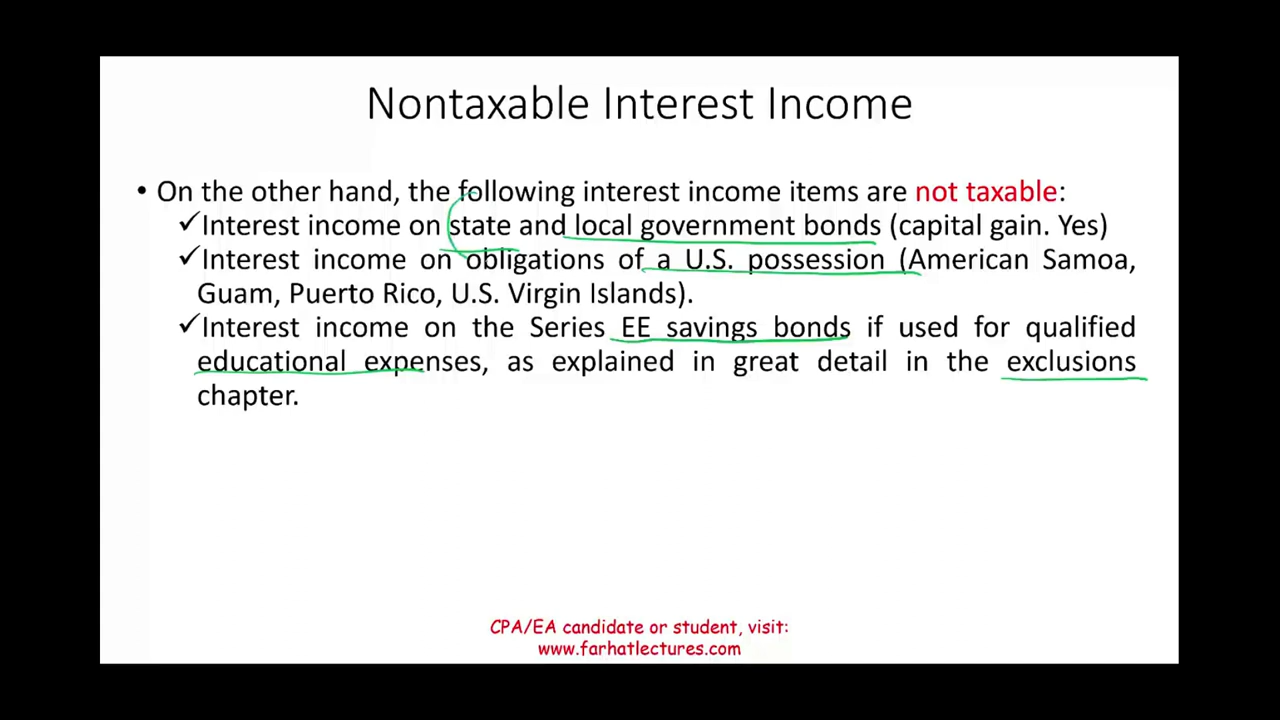 Nontaxable Interest Income
• On the other hand, the following interest income items are not taxable:
✓Interest income on state and local government bonds (capital gain. Yes)
✓Interest income on obligations of a U.S. possession (American Samoa,
Guam, Puerto Rico, U.S. Virgin Islands).
✓Interest income on the Series EE savings bonds if used for qualified
educational expenses, as explained in great detail in the exclusions
chapter.
CPA/EA candidate or student, visit:
www.farhatlectures.com